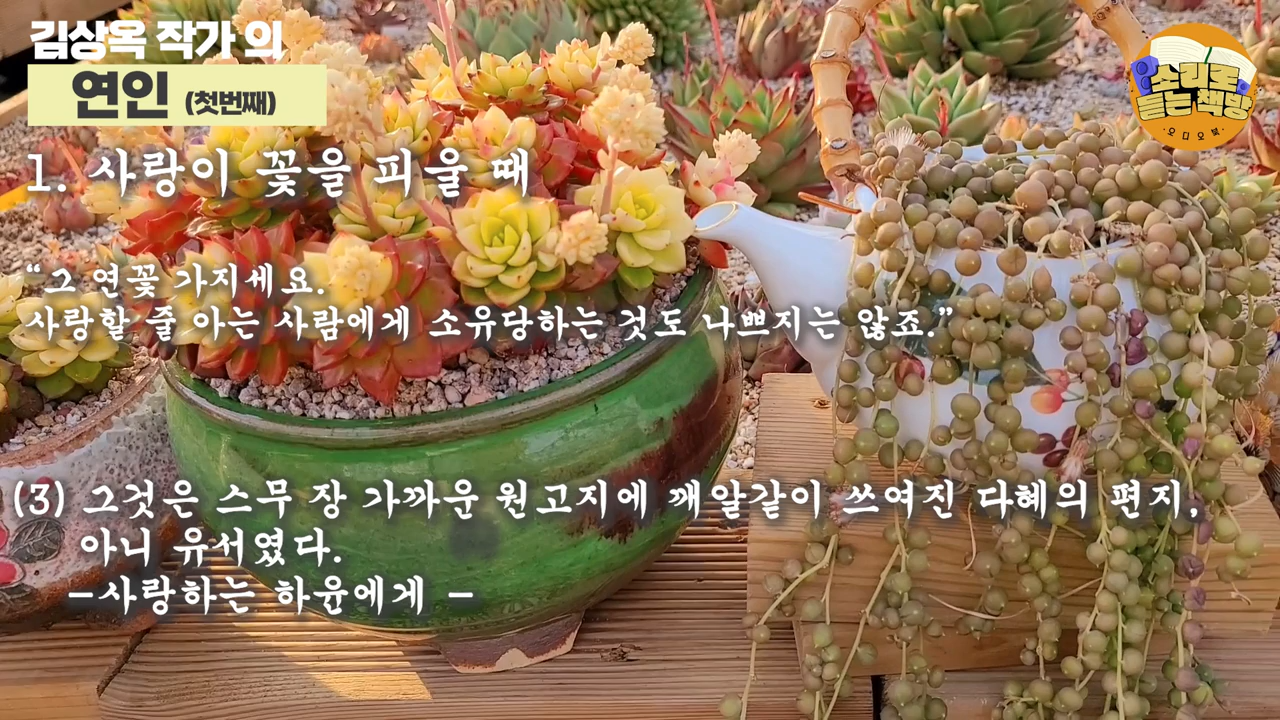 김상옥 작가 의
연인 (첫번째)
소리로
듣는 책방
·오디오북·
1. 사랑이 꽃을 피울 때
“그 연꽃 가지세요.
사랑할 줄 아는 사람에게 소유당하는 것도 나쁘지는 않죠.”
(3) 그것은 스무 장 가까운 원고지에 깨알같이 쓰여진 다혜의 편지,
아니 유서였다.
–사랑하는 하윤에게 –